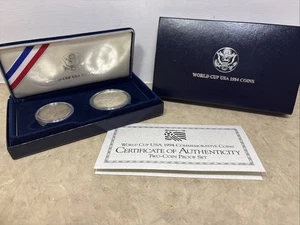 WORLD CUP USA 1994 COINS
WORLD CUP USA 1994 COMMEMORATIVE COINS
CERTIFICATE OF AUTHENTICITY
TWO-COIN PROOF SET